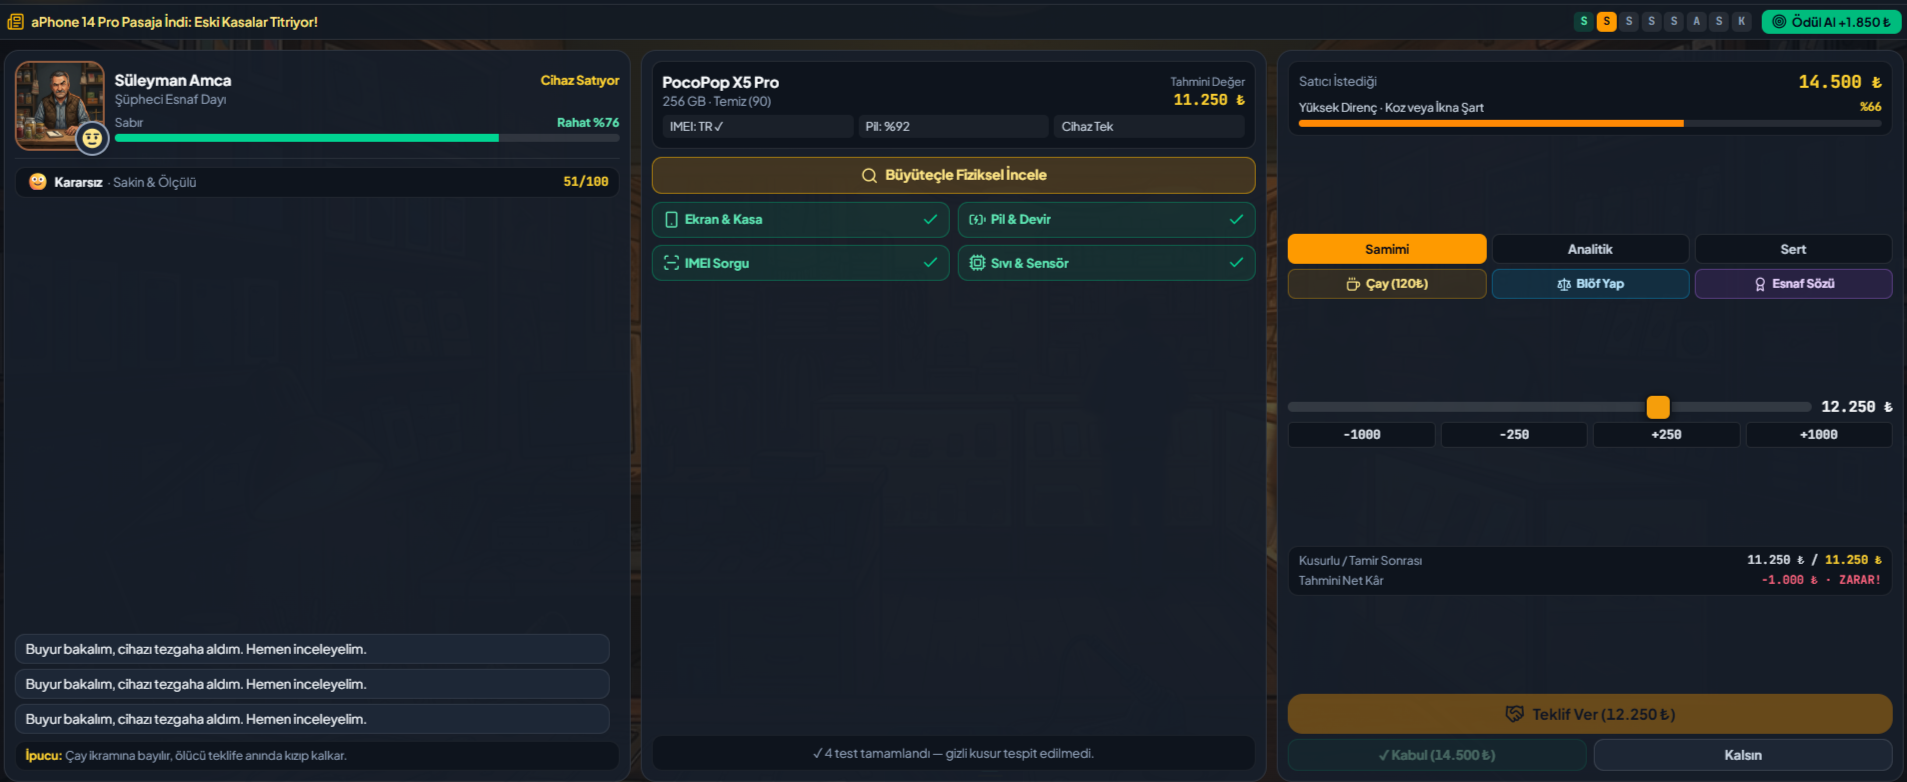 aPhone 14 Pro Pasaja İndi: Eski Kasalar Titriyor!
S S S S S A S K
Ödül Al +1.850 ₺
Süleyman Amca
Cihaz Satıyor
Şüpheci Esnaf Dayı
Sabır
Rahat %76
Kararsız · Sakin & Ölçülü
51/100
Buyur bakalım, cihazı tezgaha aldım. Hemen inceleyelim.
Buyur bakalım, cihazı tezgaha aldım. Hemen inceleyelim.
Buyur bakalım, cihazı tezgaha aldım. Hemen inceleyelim.
İpucu: Çay ikramına bayılır, ölücü teklife anında kızıp kalkar.
PocoPop X5 Pro
Tahmini Değer
256 GB · Temiz (90)
11.250 ₺
IMEI: TR ✓
Pil: %92
Cihaz Tek
Büyüteçle Fiziksel İncele
Ekran & Kasa
Pil & Devir
IMEI Sorgu
Sıvı & Sensör
✓ 4 test tamamlandı — gizli kusur tespit edilmedi.
Satıcı İstediği
14.500 ₺
Yüksek Direnç · Koz veya İkna Şart
%66
Samimi
Analitik
Sert
Çay (120₺)
Blöf Yap
Esnaf Sözü
12.250 ₺
-1000
-250
+250
+1000
Kusurlu / Tamir Sonrası
11.250 ₺ / 11.250 ₺
Tahmini Net Kâr
-1.000 ₺ · ZARAR!
Teklif Ver (12.250 ₺)
✓ Kabul (14.500 ₺)
Kalsın